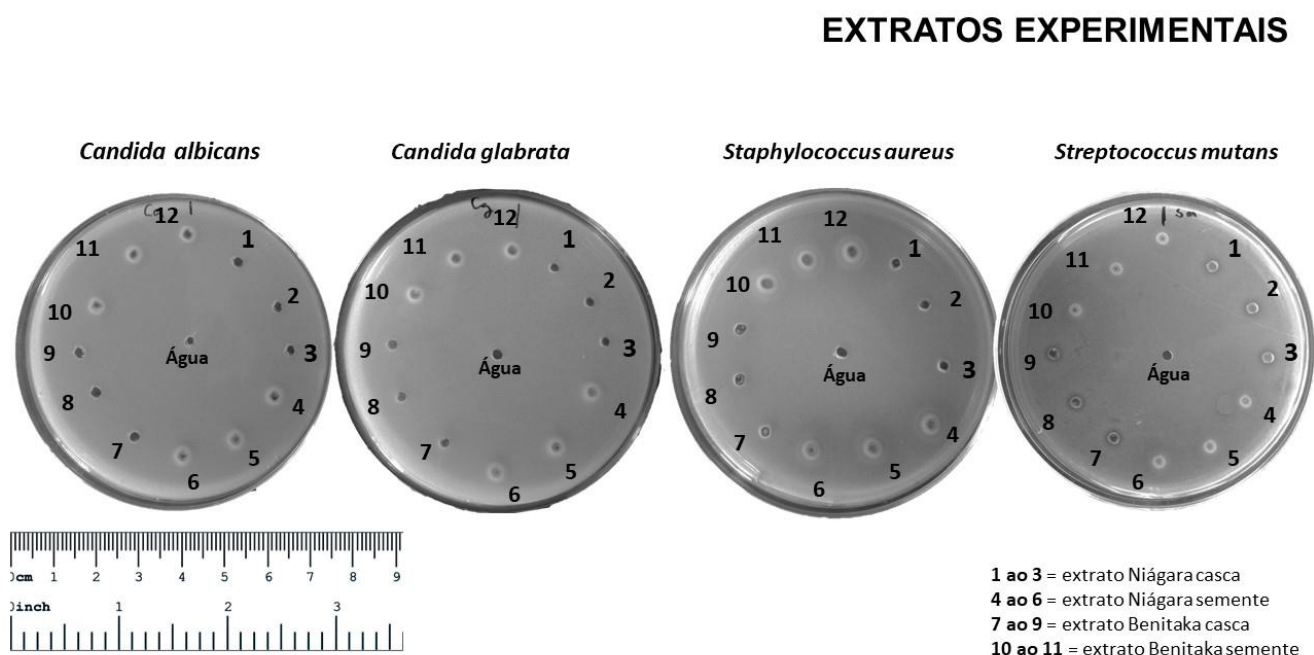 EXTRATOS EXPERIMENTAIS
Candida albicans
Candida glabrata
Staphylococcus aureus
Streptococcus mutans
12
1
2
3
4
5
6
7
8
9
10
11
Água
Cg
12
1
2
3
4
5
6
7
8
9
10
11
Água
12
1
2
3
4
5
6
7
8
9
10
11
Água
12
Sm
1
2
3
4
5
6
7
8
9
10
11
Água
cm 1 2 3 4 5 6 7 8 9
inch 1 2 3
1 ao 3 = extrato Niágara casca
4 ao 6 = extrato Niágara semente
7 ao 9 = extrato Benitaka casca
10 ao 11 = extrato Benitaka semente